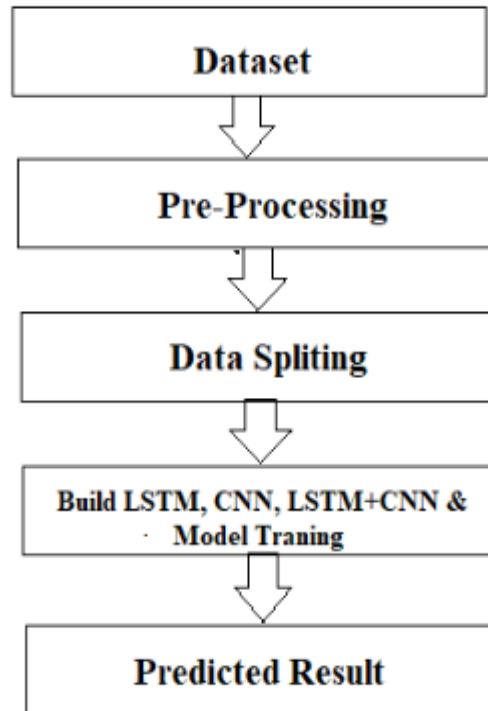 Dataset
Pre-Processing
Data Spliting
Build LSTM, CNN, LSTM+CNN &
Model Traning
Predicted Result